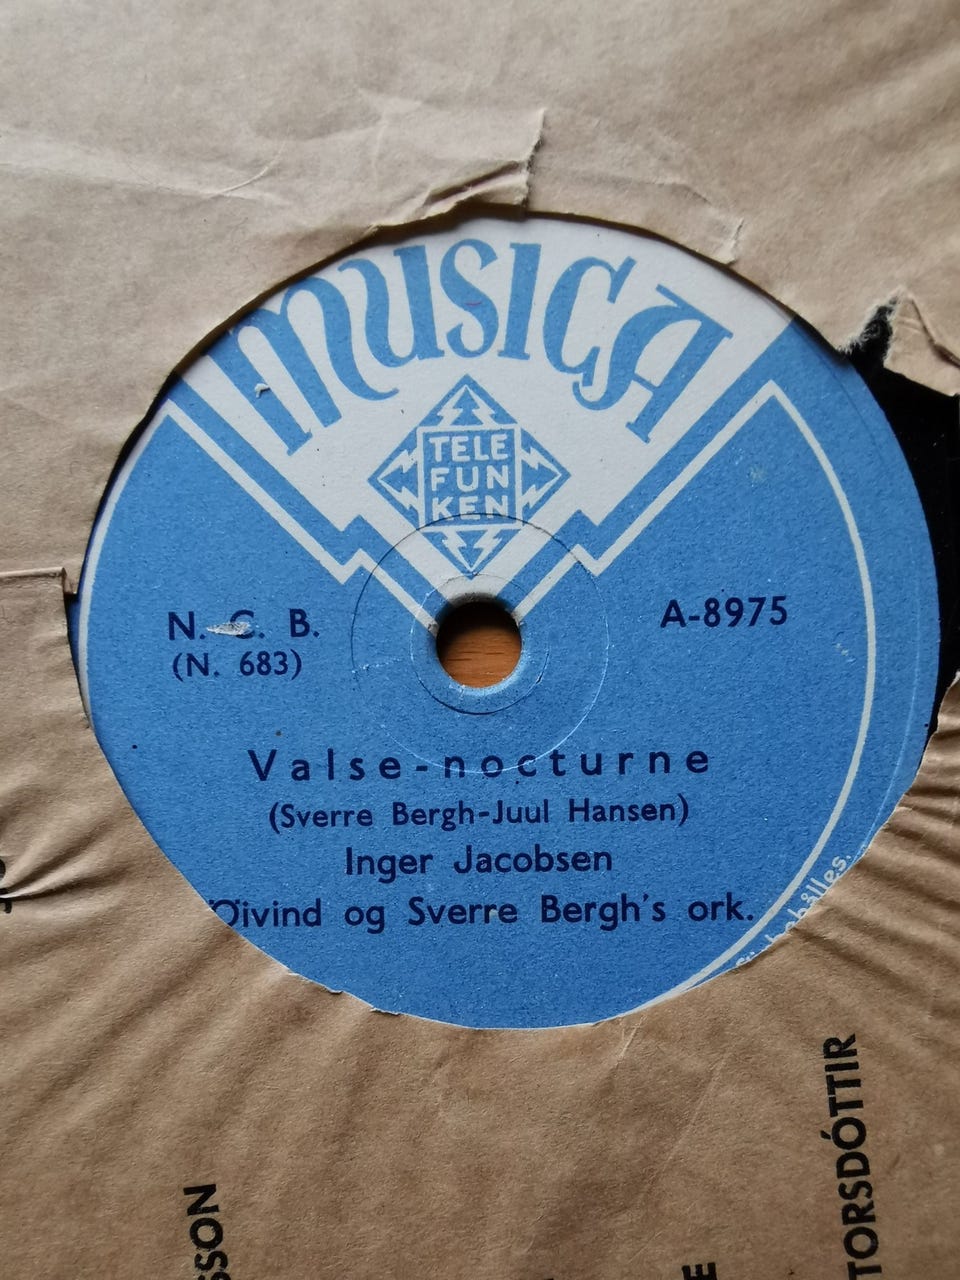 MUSICA
TELE
FUN
KEN
N. C. B.
(N. 683)
A-8975
Valse-nocturne
(Sverre Bergh-Juul Hansen)
Inger Jacobsen
Øivind og Sverre Bergh's ork.
TORSDÓTTIR
SSON
E